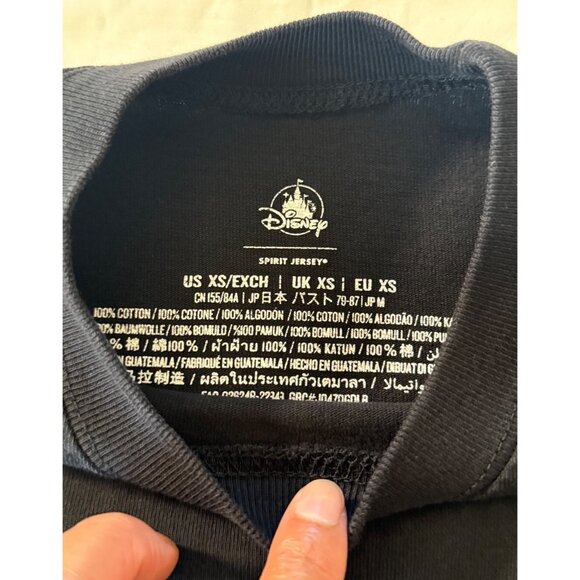 Disney
SPIRIT JERSEY®
US XS/EXCH | UK XS | EU XS
CN 155/84A | JP日本 バスト 79-87 | JP M
100% COTTON / 100% COTONE / 100% ALGODÓN / 100% COTON / 100% ALGODÃO / 100%
BAUMWOLLE / 100% BOMULD / %100 PAMUK / 100% BOMULL / 100% BOMULL / 100%
100% 棉 / 綿100% / ผ้าฝ้าย 100% / 100% KATUN / 100% 棉 /
GUATEMALA / FABRIQUÉ EN GUATEMALA / HECHO EN GUATEMALA / DIBUAT DI
拉制造 / ผลิตในประเทศกัวเตมาลา /
FAC-026248-22343